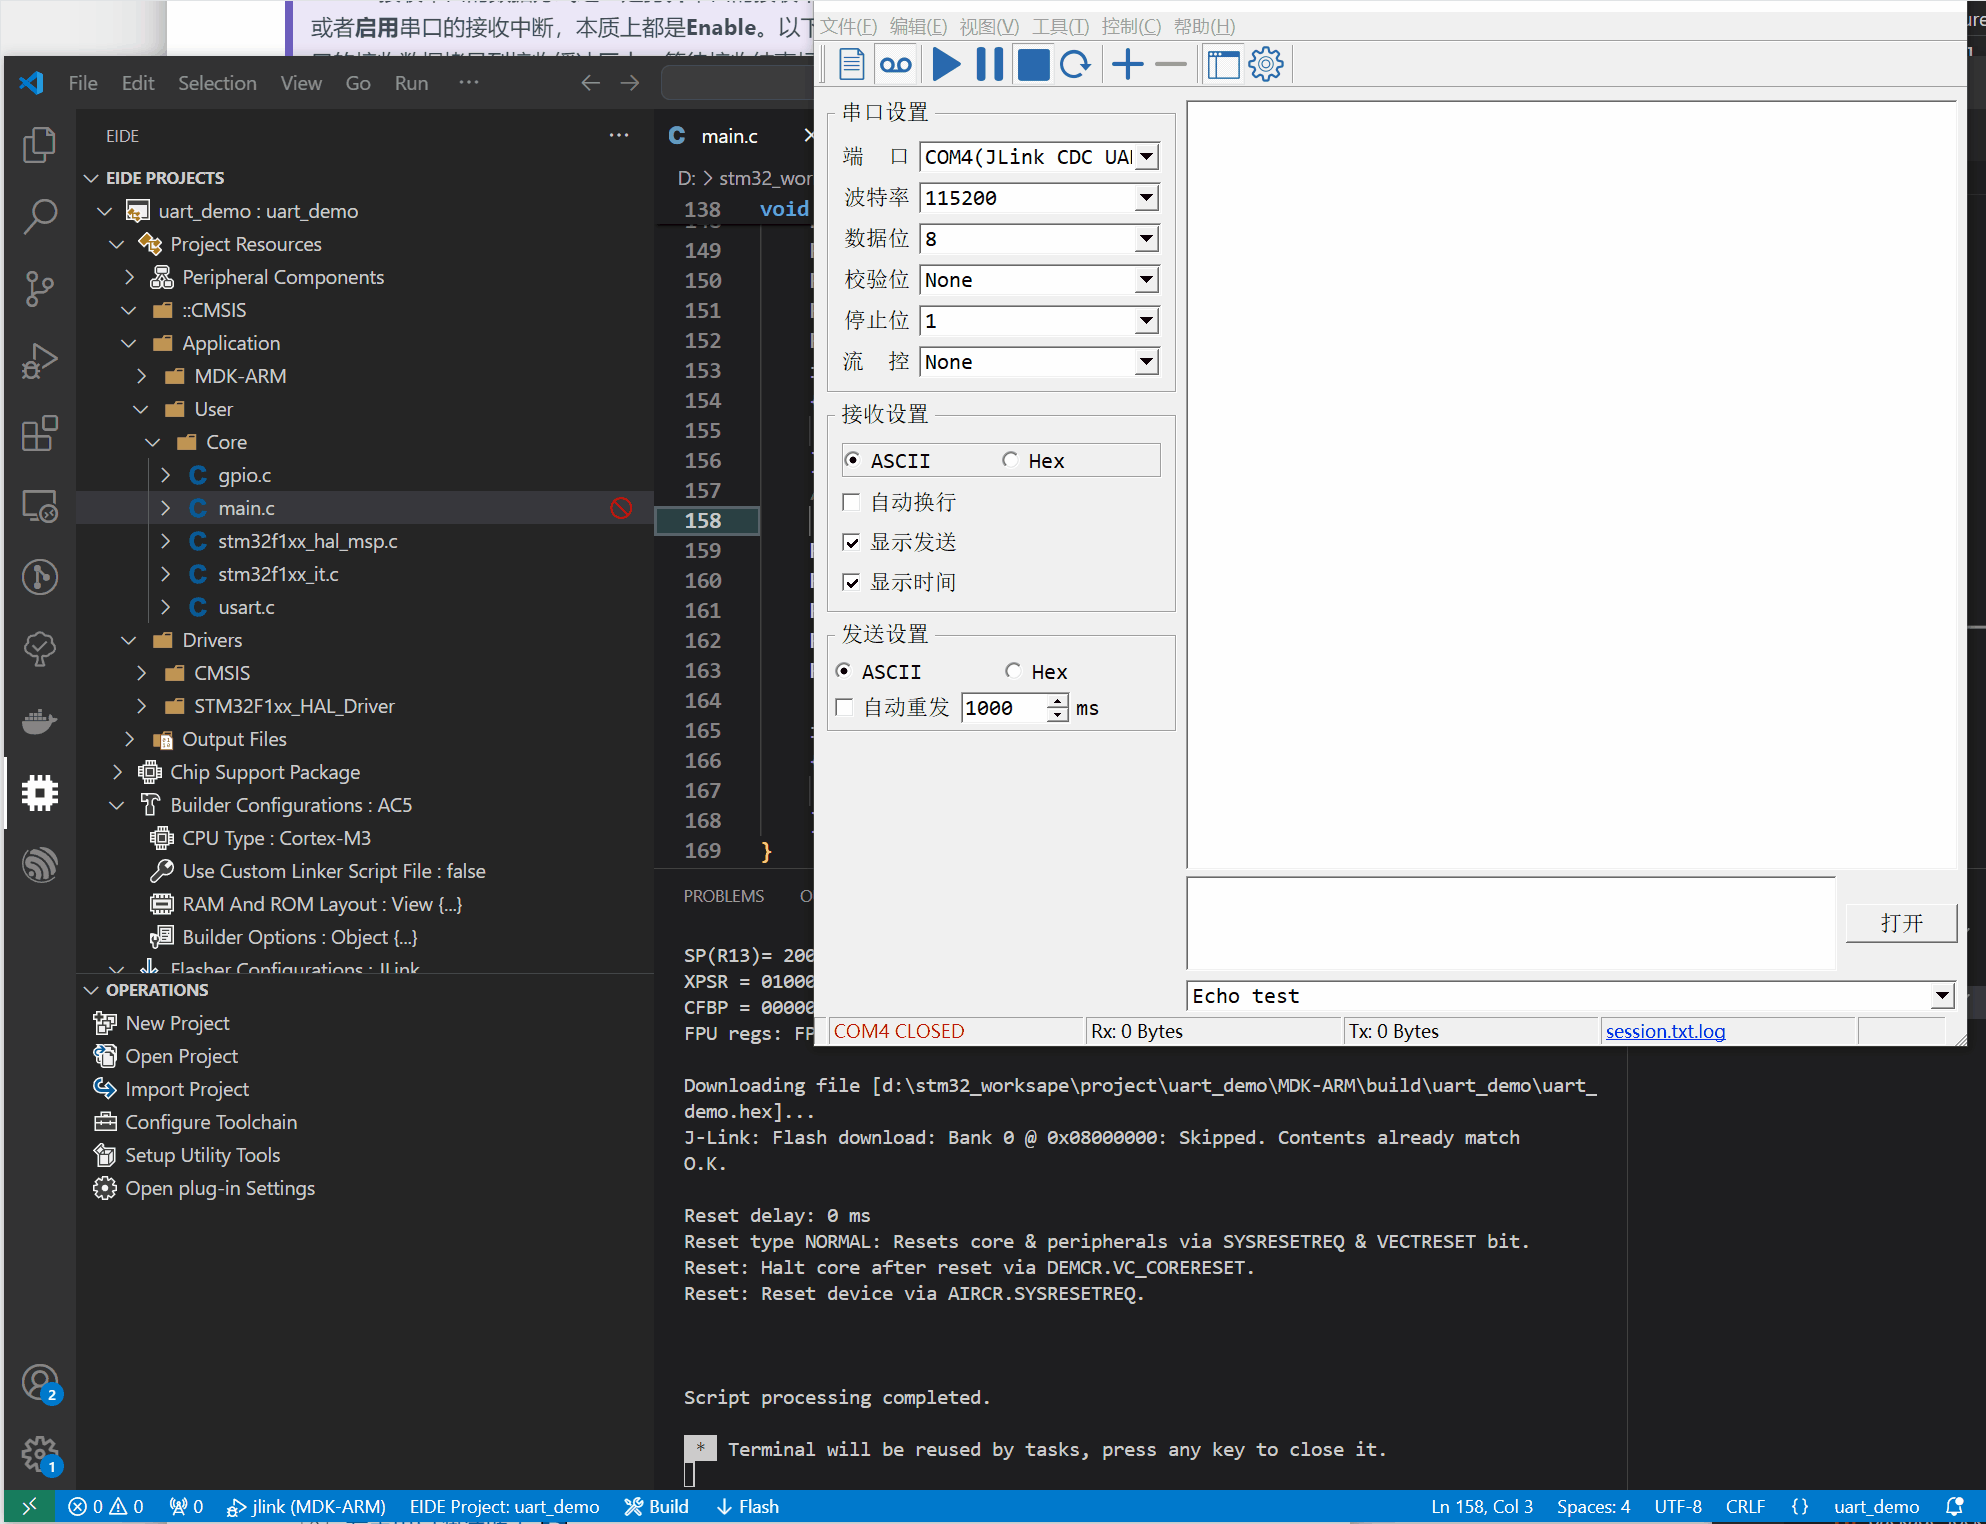 或者启用串口的接收中断，本质上都是Enable。以下
File Edit Selection View Go Run ···
EIDE ···
EIDE PROJECTS
uart_demo : uart_demo
Project Resources
Peripheral Components
::CMSIS
Application
MDK-ARM
User
Core
gpio.c
main.c
stm32f1xx_hal_msp.c
stm32f1xx_it.c
usart.c
Drivers
CMSIS
STM32F1xx_HAL_Driver
Output Files
Chip Support Package
Builder Configurations : AC5
CPU Type : Cortex-M3
Use Custom Linker Script File : false
RAM And ROM Layout : View {...}
Builder Options : Object {...}
Flasher Configurations : JLink
OPERATIONS
New Project
Open Project
Import Project
Configure Toolchain
Setup Utility Tools
Open plug-in Settings
2
1
main.c
D: > stm32_wor
138 void
149
150
151
152
153
154
155
156
157
158
159
160
161
162
163
164
165
166
167
168
169 }
PROBLEMS
SP(R13)= 200
XPSR = 01000
CFBP = 00000
FPU regs: FP
Downloading file [d:\stm32_worksape\project\uart_demo\MDK-ARM\build\uart_demo\uart_
demo.hex]...
J-Link: Flash download: Bank 0 @ 0x08000000: Skipped. Contents already match
O.K.
Reset delay: 0 ms
Reset type NORMAL: Resets core & peripherals via SYSRESETREQ & VECTRESET bit.
Reset: Halt core after reset via DEMCR.VC_CORERESET.
Reset: Reset device via AIRCR.SYSRESETREQ.
Script processing completed.
* Terminal will be reused by tasks, press any key to close it.
文件(F) 编辑(E) 视图(V) 工具(T) 控制(C) 帮助(H)
串口设置
端 口 COM4(JLink CDC UA
波特率 115200
数据位 8
校验位 None
停止位 1
流 控 None
接收设置
ASCII Hex
自动换行
显示发送
显示时间
发送设置
ASCII Hex
自动重发 1000 ms
打开
Echo test
COM4 CLOSED Rx: 0 Bytes Tx: 0 Bytes session.txt.log
0 0 0 jlink (MDK-ARM) EIDE Project: uart_demo Build Flash Ln 158, Col 3 Spaces: 4 UTF-8 CRLF {} uart_demo